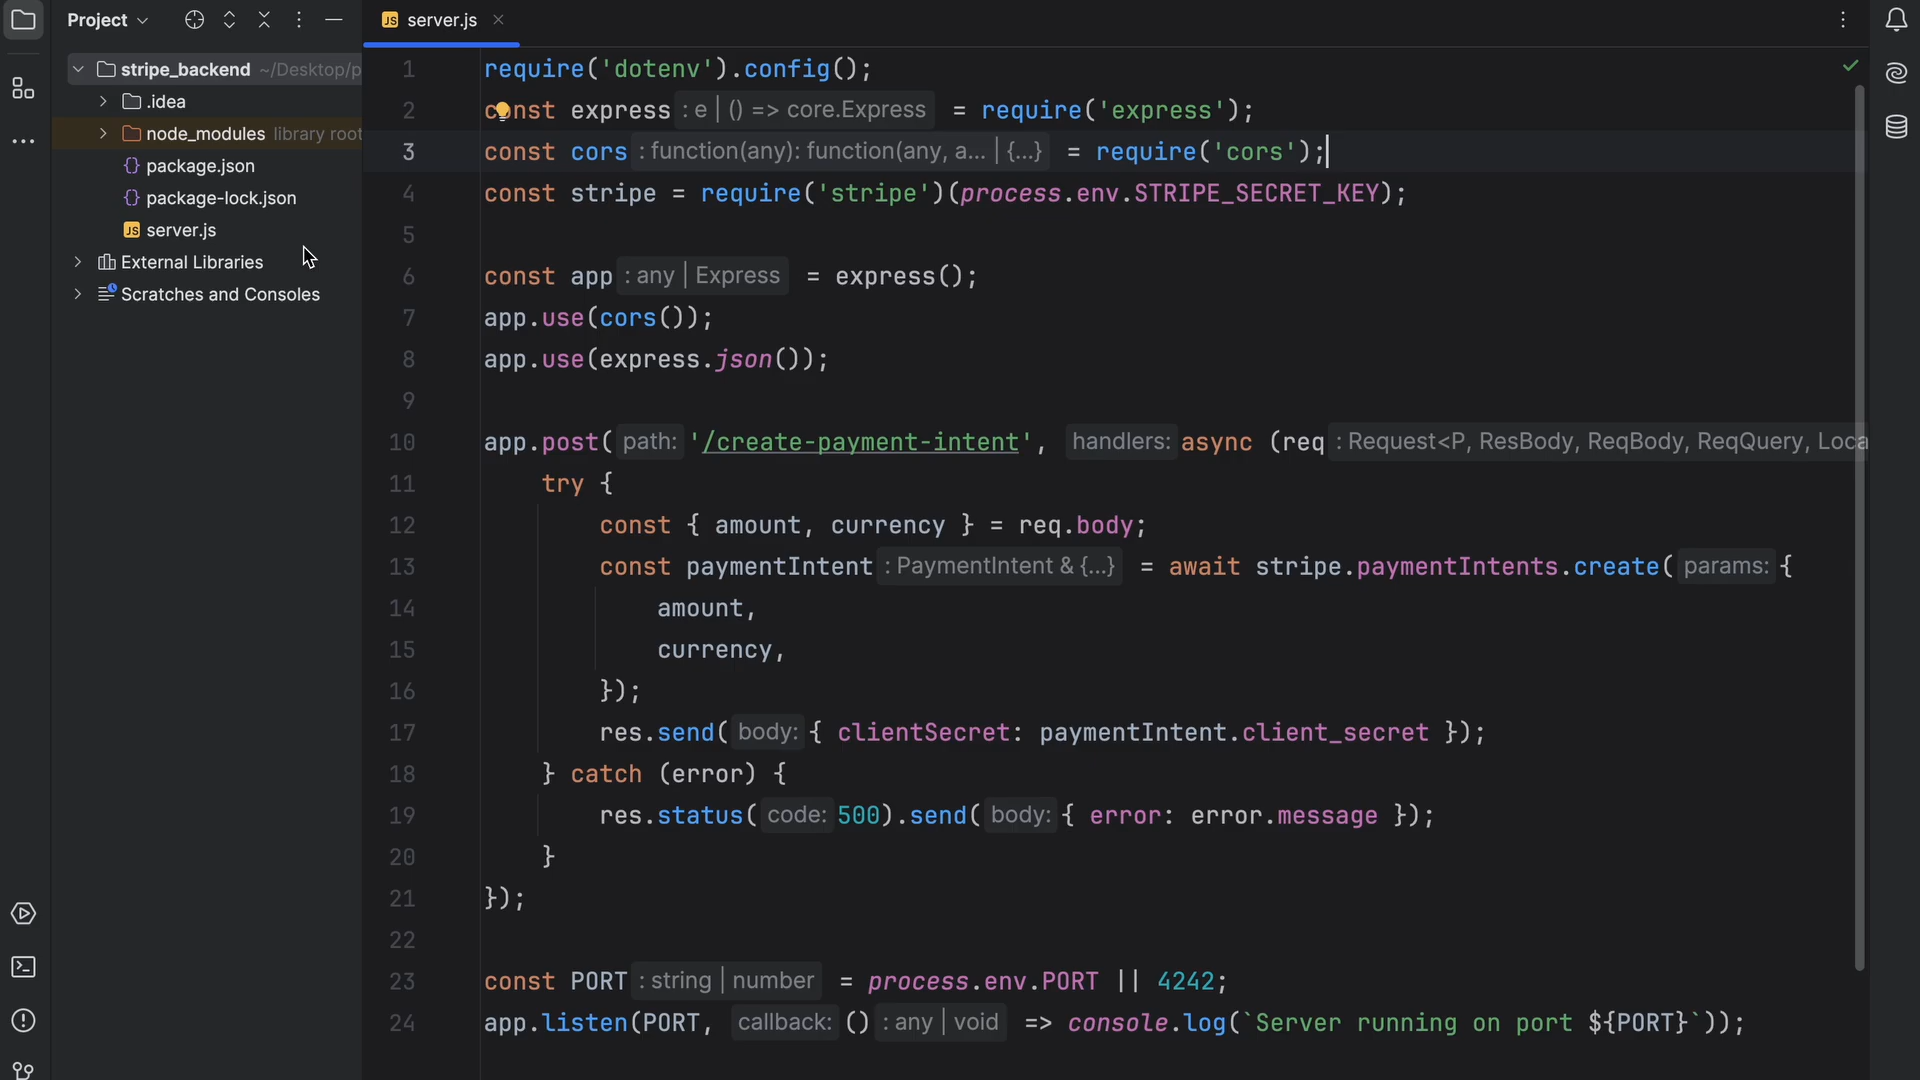 Project
server.js
stripe_backend ~/Desktop/p
.idea
node_modules library root
package.json
package-lock.json
server.js
External Libraries
Scratches and Consoles
1 require('dotenv').config();
2 const express : e | () => core.Express = require('express');
3 const cors : function(any): function(any, a... | {...} = require('cors');
4 const stripe = require('stripe')(process.env.STRIPE_SECRET_KEY);
5
6 const app : any | Express = express();
7 app.use(cors());
8 app.use(express.json());
9
10 app.post( path: '/create-payment-intent', handlers: async (req : Request<P, ResBody, ReqBody, ReqQuery, Loca
11 try {
12 const { amount, currency } = req.body;
13 const paymentIntent : PaymentIntent & {...} = await stripe.paymentIntents.create( params: {
14 amount,
15 currency,
16 });
17 res.send( body: { clientSecret: paymentIntent.client_secret });
18 } catch (error) {
19 res.status( code: 500).send( body: { error: error.message });
20 }
21 });
22
23 const PORT : string | number = process.env.PORT || 4242;
24 app.listen(PORT, callback: () : any | void => console.log(`Server running on port ${PORT}`));